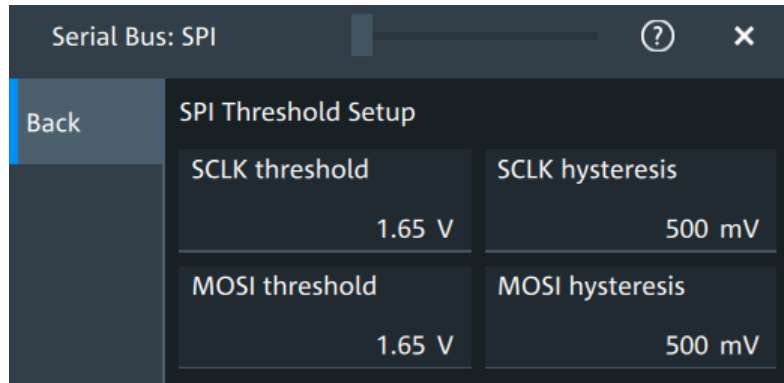 Serial Bus: SPI
?
×
Back
SPI Threshold Setup
SCLK threshold
SCLK hysteresis
1.65 V
500 mV
MOSI threshold
MOSI hysteresis
1.65 V
500 mV